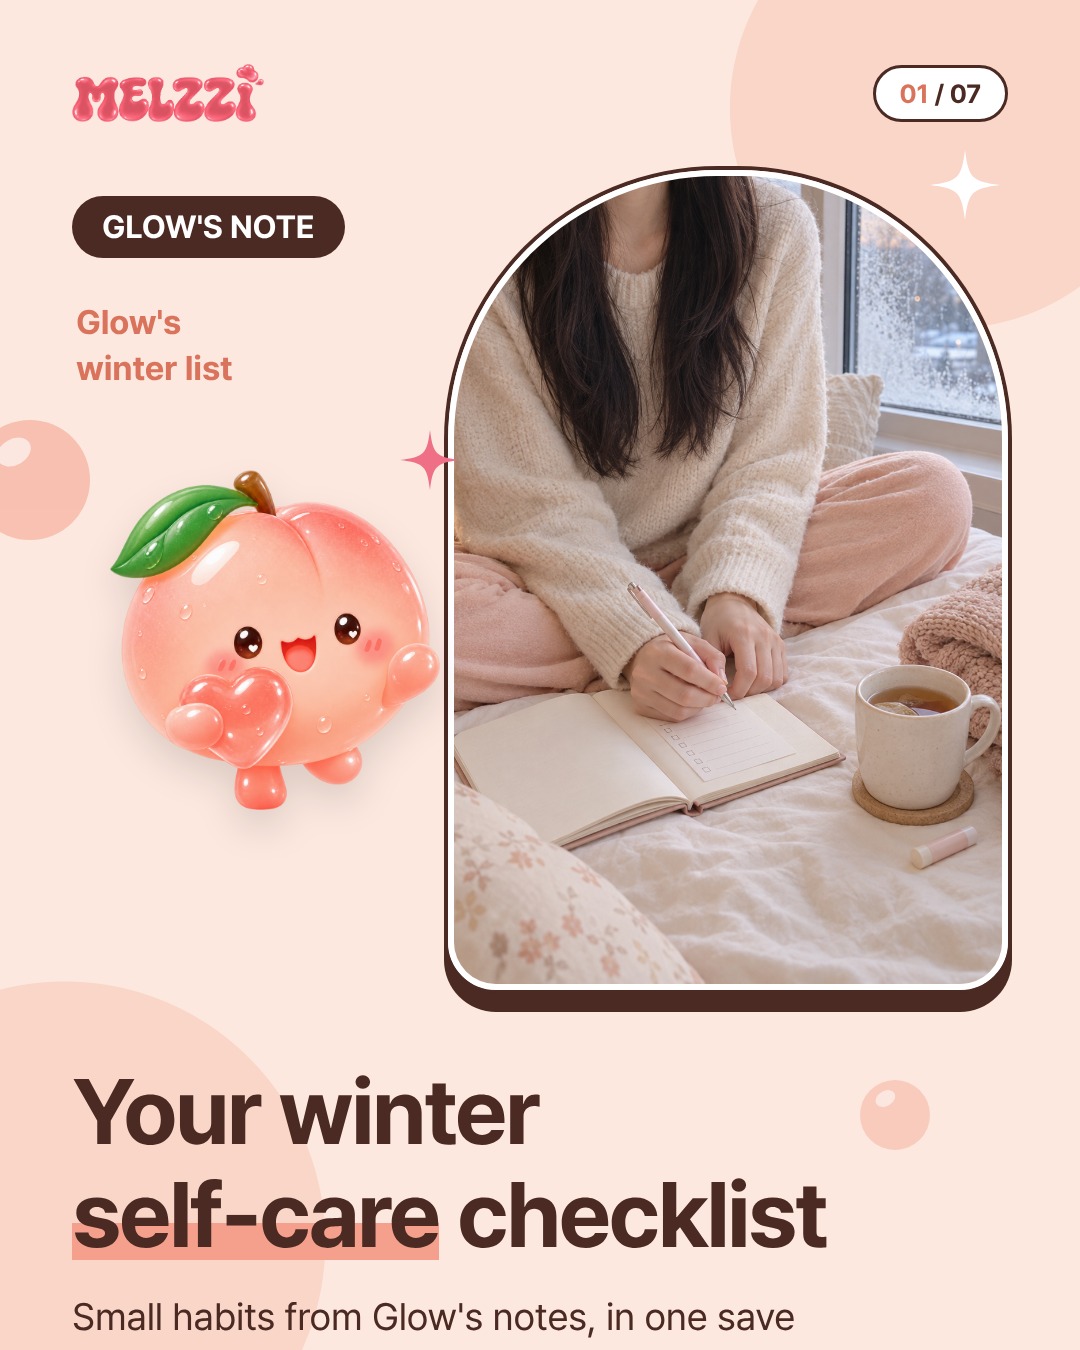 MELZZI
01 / 07
GLOW'S NOTE
Glow's
winter list
Your winter
self-care checklist
Small habits from Glow's notes, in one save